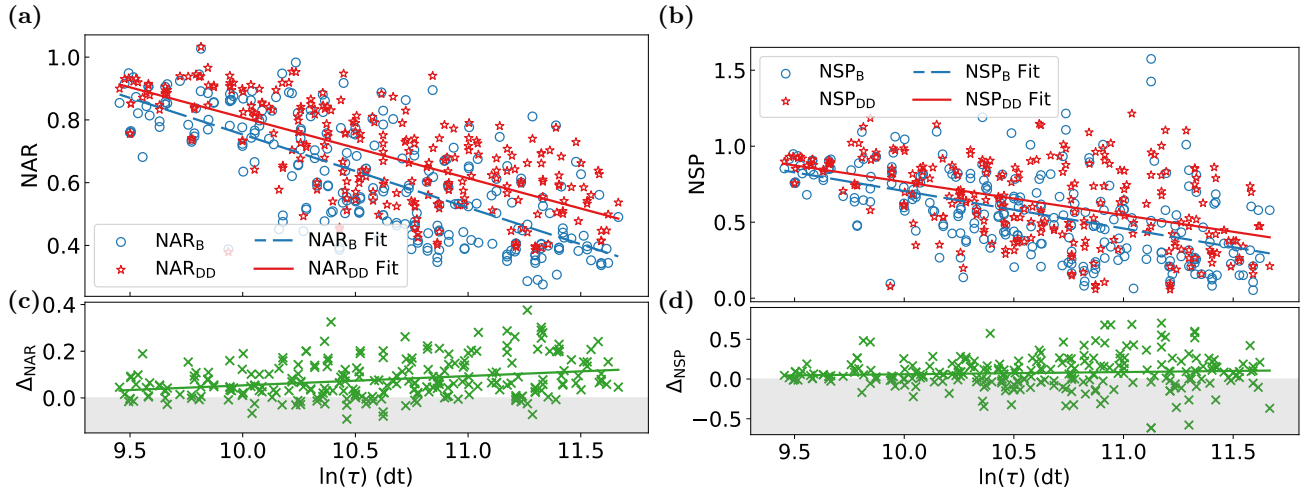 (a)
NAR
1.0
0.8
0.6
0.4
NAR_B NAR_B Fit
NAR_DD NAR_DD Fit
(b)
NSP
1.5
1.0
0.5
0.0
NSP_B NSP_B Fit
NSP_DD NSP_DD Fit
(c)
Δ_NAR
0.4
0.2
0.0
9.5 10.0 10.5 11.0 11.5
ln(τ) (dt)
(d)
Δ_NSP
0.5
0.0
−0.5
9.5 10.0 10.5 11.0 11.5
ln(τ) (dt)